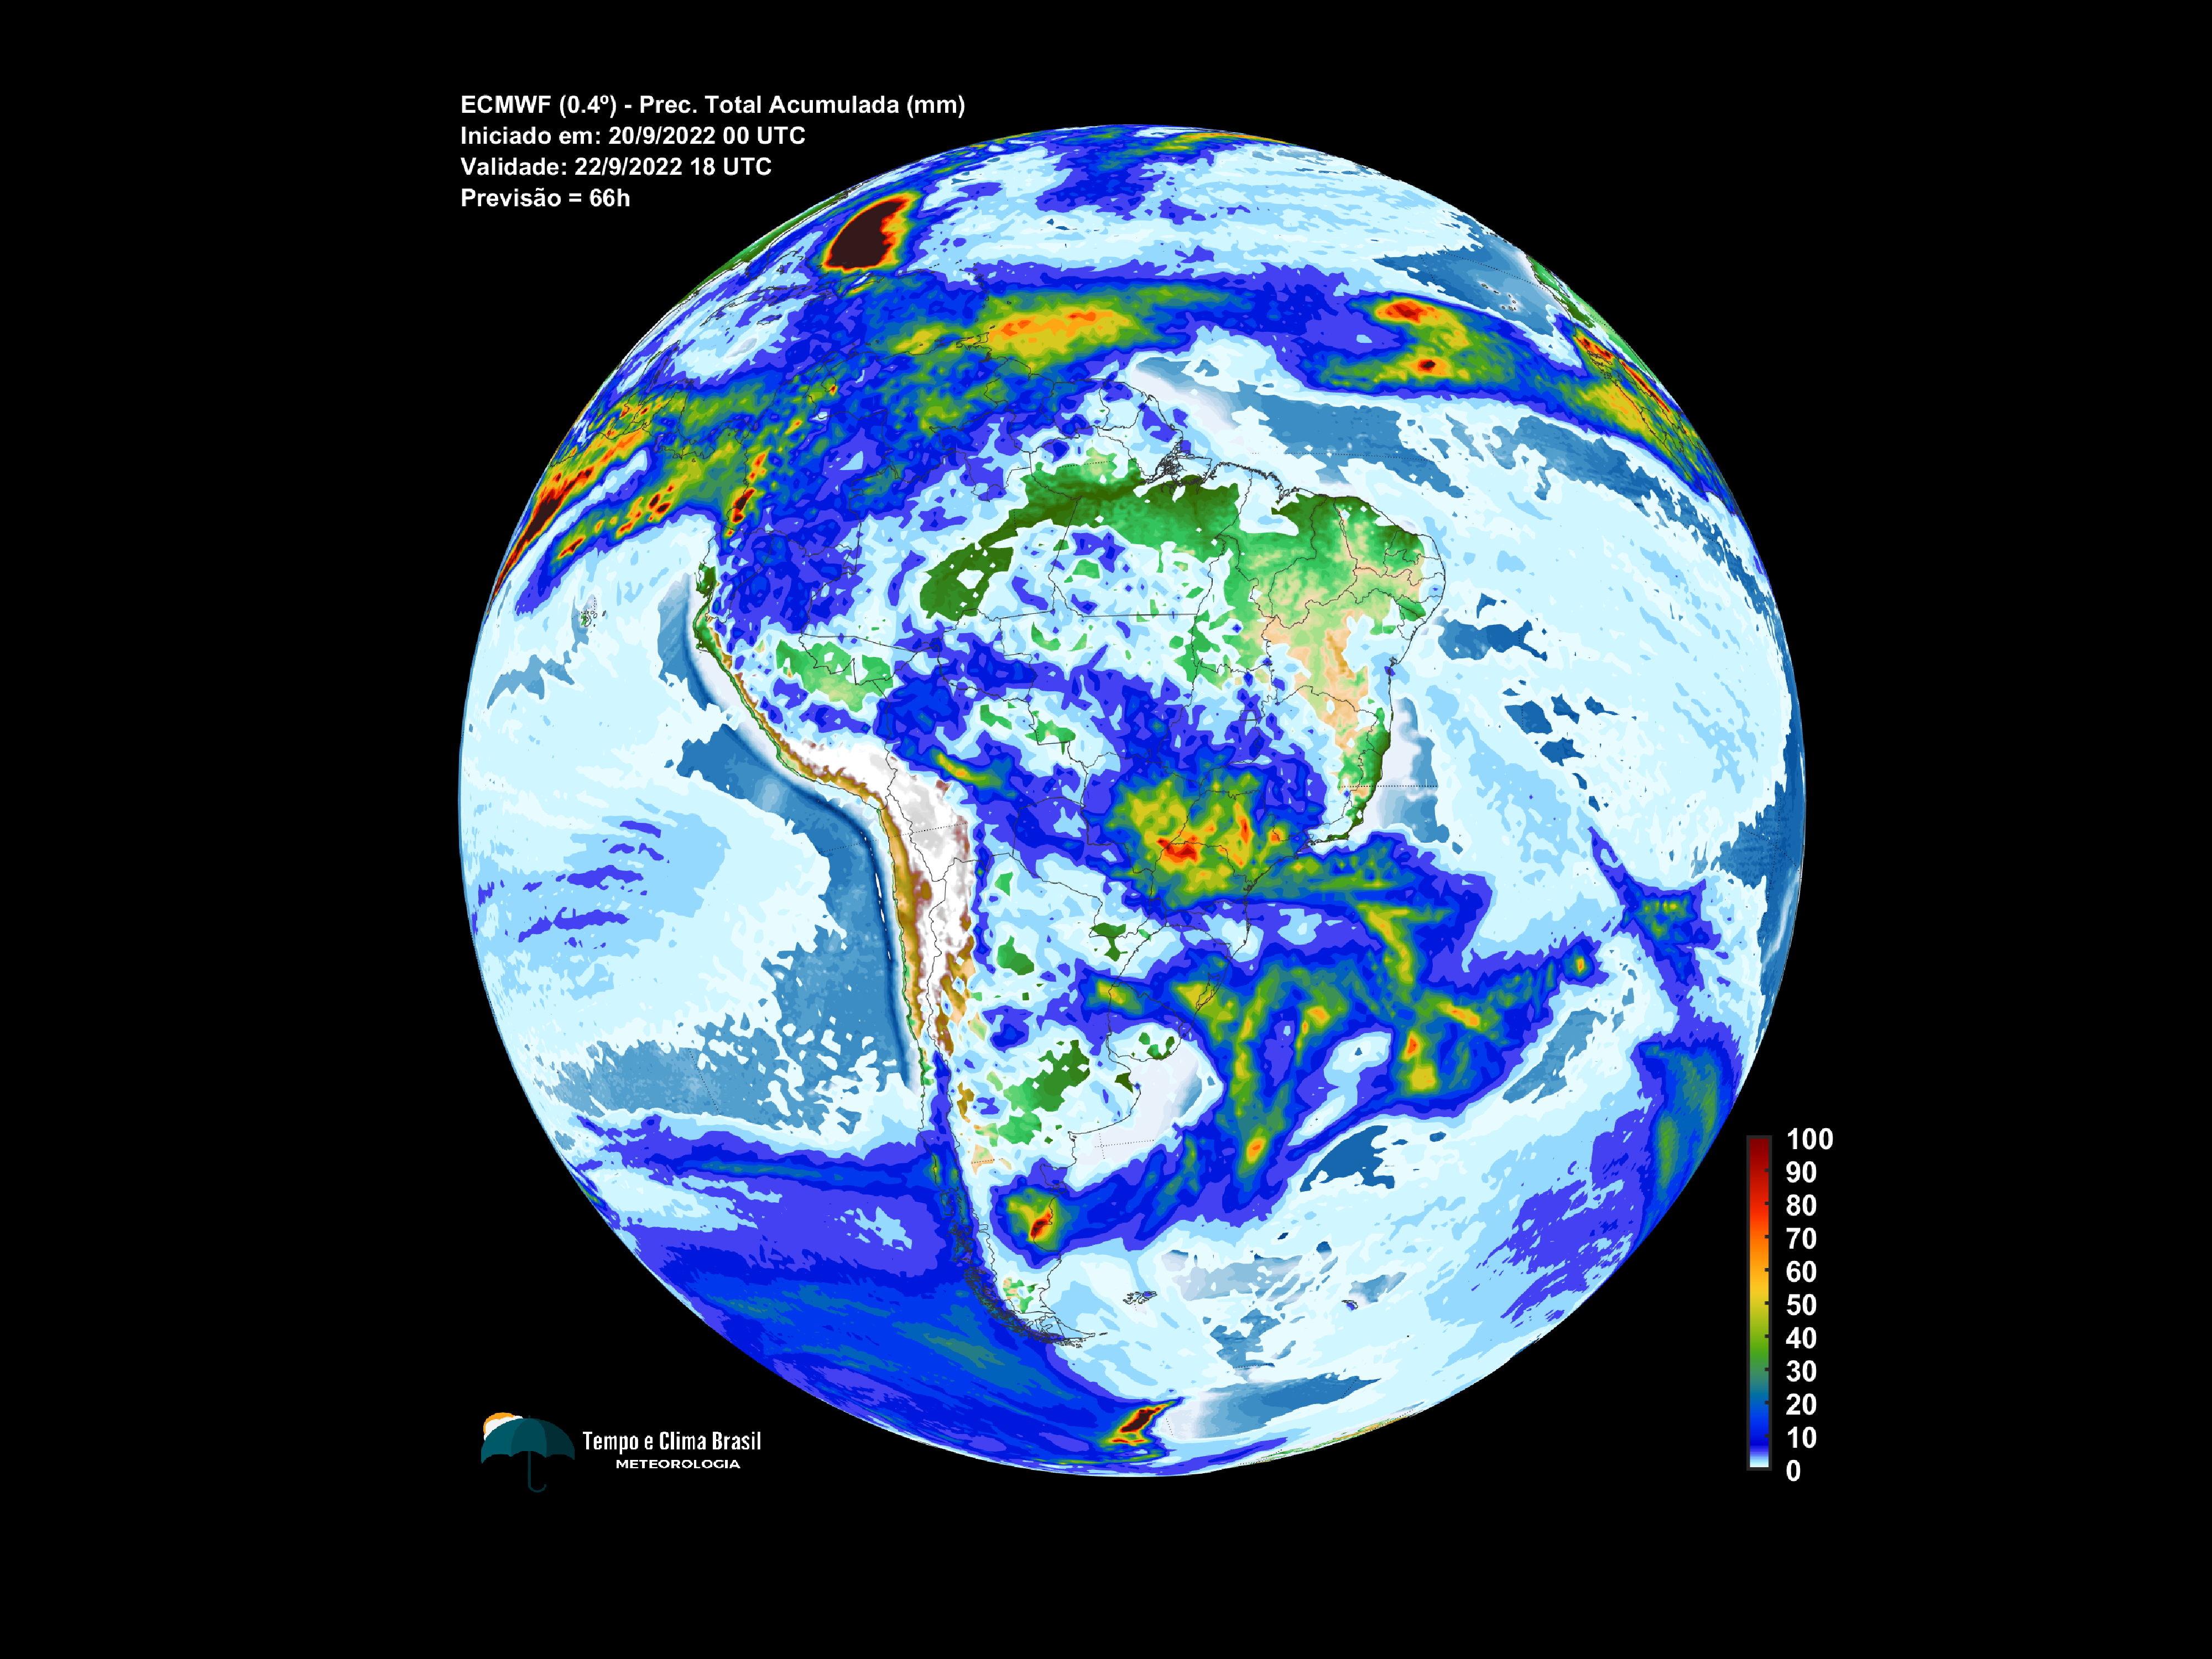 ECMWF (0.4º) - Prec. Total Acumulada (mm)
Iniciado em: 20/9/2022 00 UTC
Validade: 22/9/2022 18 UTC
Previsão = 66h
100
90
80
70
60
50
40
30
20
10
0
Tempo e Clima Brasil
METEOROLOGIA